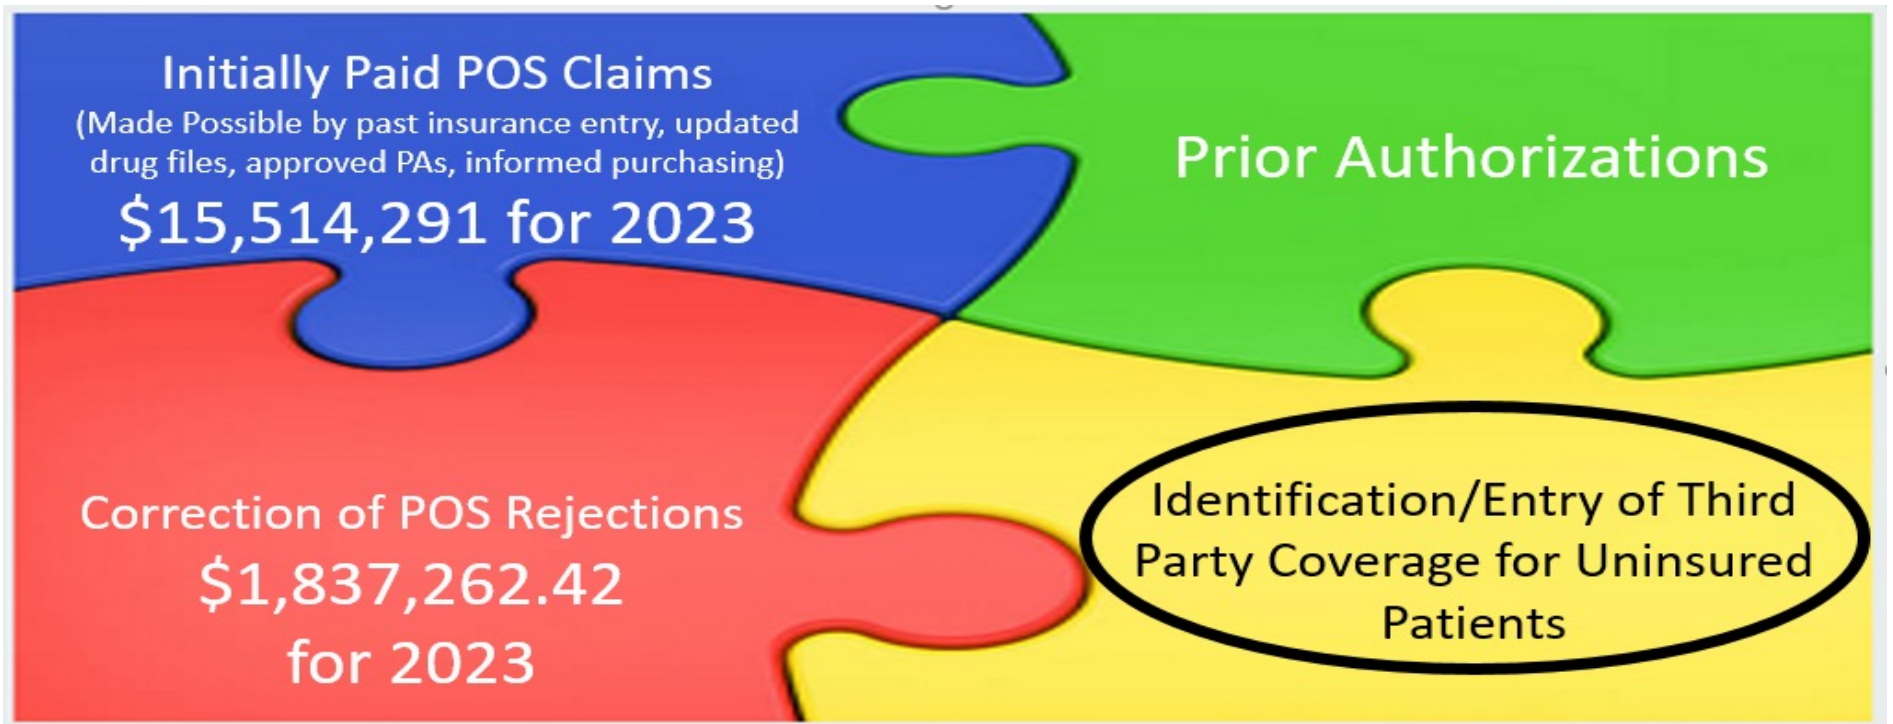 Initially Paid POS Claims
(Made Possible by past insurance entry, updated
drug files, approved PAs, informed purchasing)
$15,514,291 for 2023
Prior Authorizations
Correction of POS Rejections
$1,837,262.42
for 2023
Identification/Entry of Third
Party Coverage for Uninsured
Patients